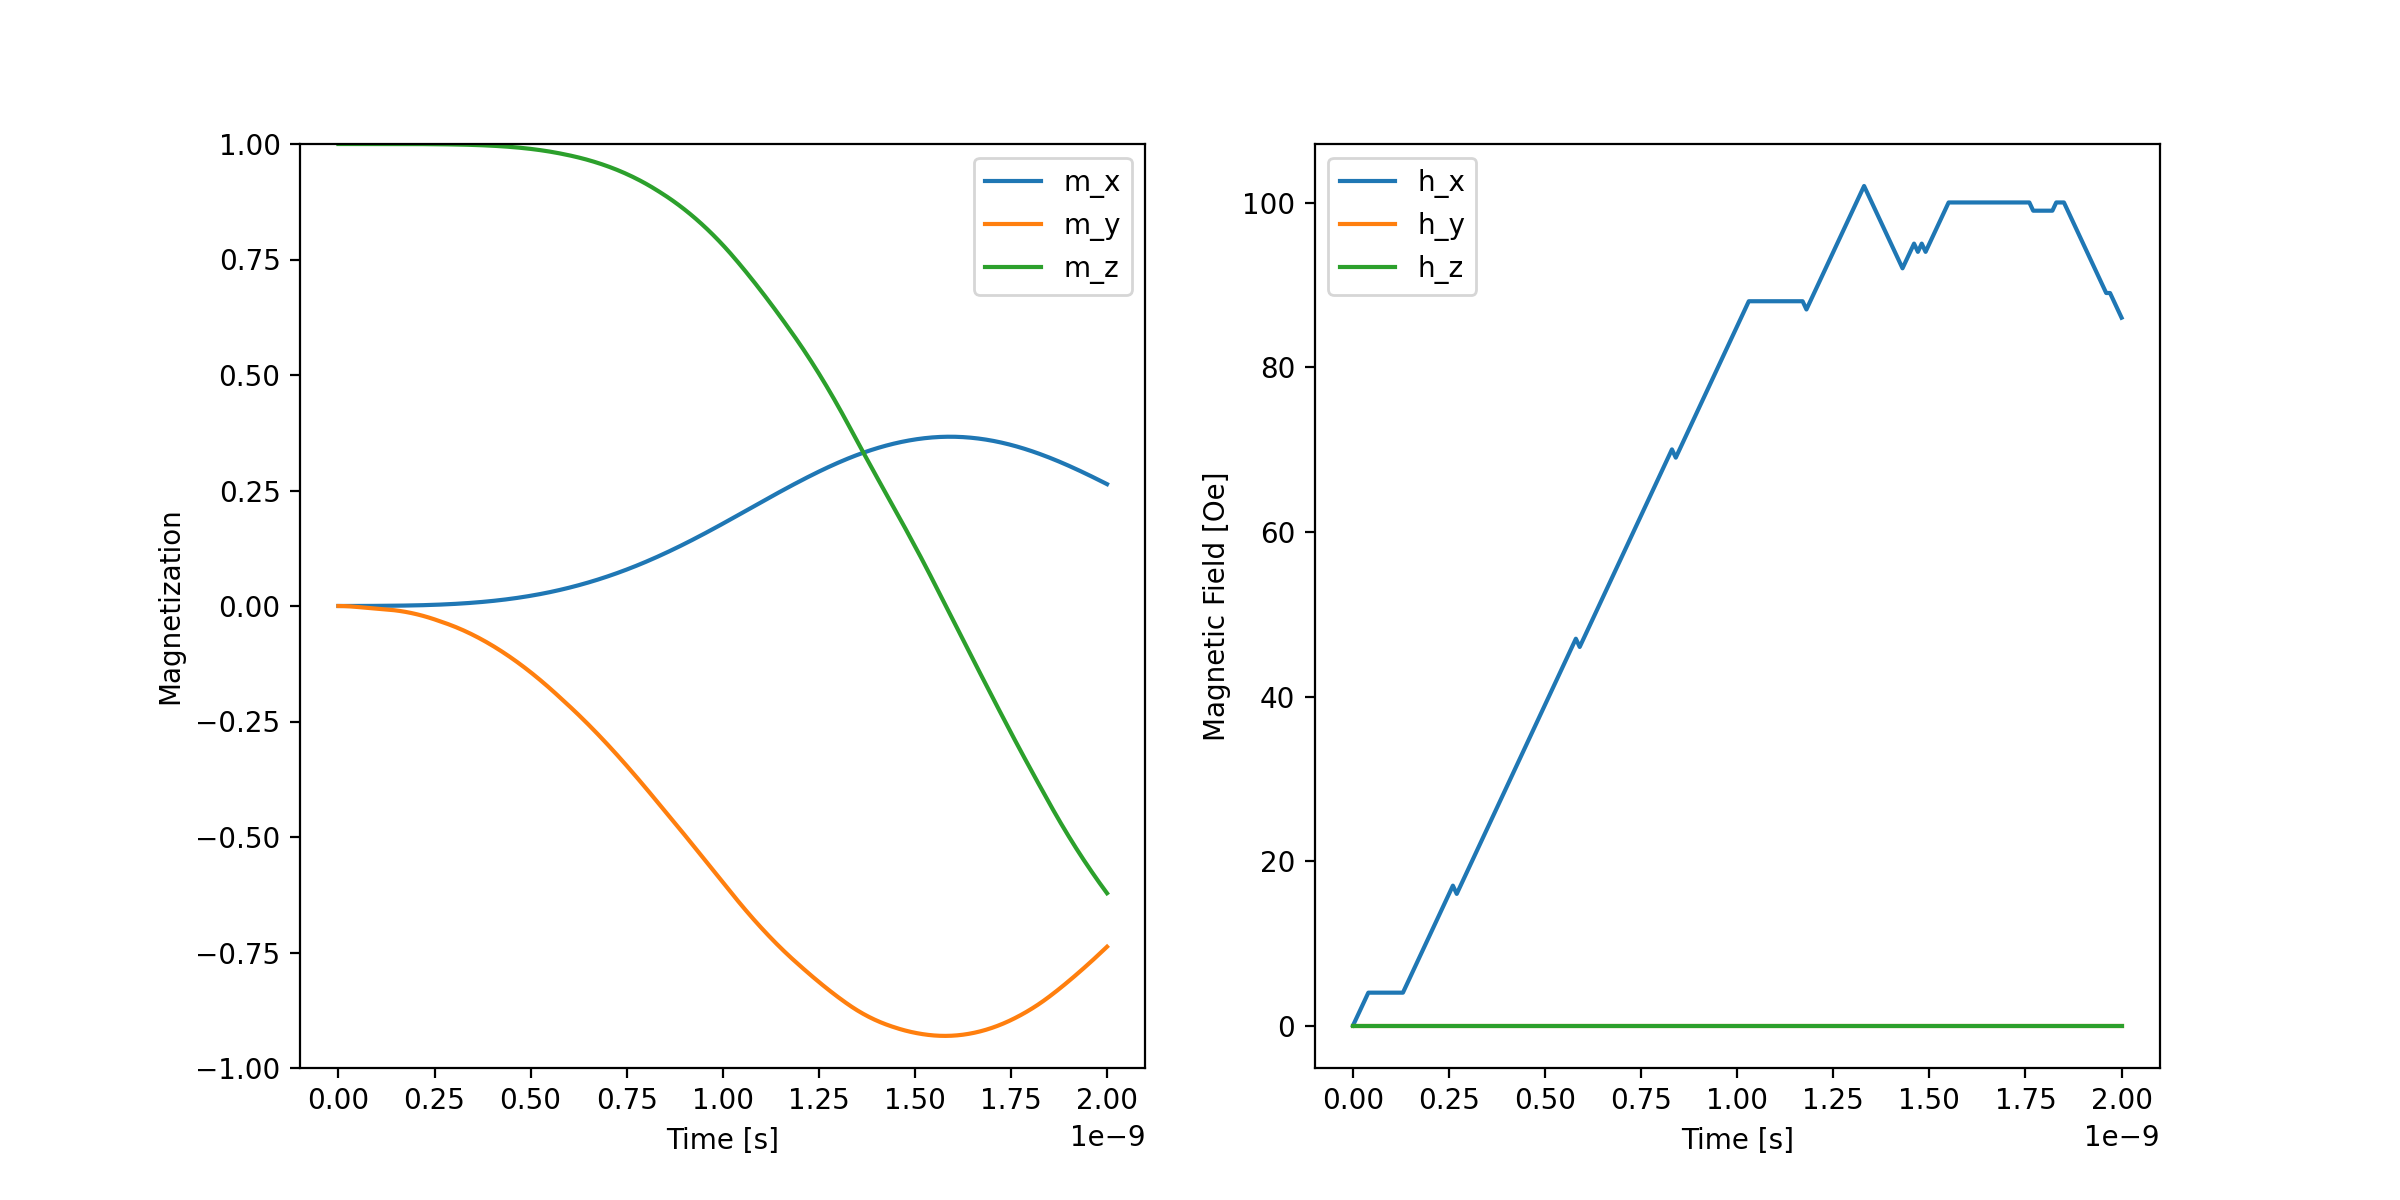 1.00
0.75
0.50
0.25
0.00
−0.25
−0.50
−0.75
−1.00
Magnetization
m_x
m_y
m_z
0.00 0.25 0.50 0.75 1.00 1.25 1.50 1.75 2.00
Time [s]
1e−9
100
80
60
40
20
0
Magnetic Field [Oe]
h_x
h_y
h_z
0.00 0.25 0.50 0.75 1.00 1.25 1.50 1.75 2.00
Time [s]
1e−9